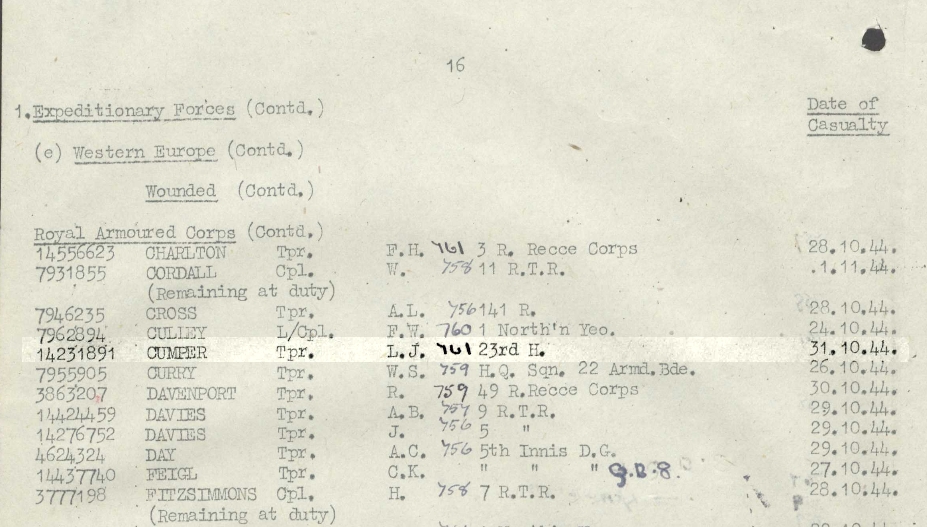 16
1. Expeditionary Forces (Contd.) Date of Casualty
(e) Western Europe (Contd.)
Wounded (Contd.)
Royal Armoured Corps (Contd.)
14556623 CHARLTON Tpr. F.H. 761 3 R. Recce Corps 28.10.44.
7931855 CORDALL Cpl. W. 758 11 R.T.R. .1.11.44.
(Remaining at duty)
7946235 CROSS Tpr. A.L. 756 141 R. 28.10.44.
7962894 CULLEY L/Cpl. F.W. 760 1 North'n Yeo. 24.10.44.
14231891 CUMPER Tpr. L.J. 761 23rd H. 31.10.44.
7955905 CURRY Tpr. W.S. 759 H.Q. Sqn. 22 Armd.Bde. 26.10.44.
3863207 DAVENPORT Tpr. R. 759 49 R.Recce Corps 30.10.44.
14424459 DAVIES Tpr. A.B. 757 9 R.T.R. 29.10.44.
14276752 DAVIES Tpr. J. 756 5 " 29.10.44.
4624324 DAY Tpr. A.C. 756 5th Innis D.G. 29.10.44.
14437740 FEIGL Tpr. C.K. " " " 27.10.44.
3777198 FITZSIMMONS Cpl. H. 758 7 R.T.R. 28.10.44.
(Remaining at duty)